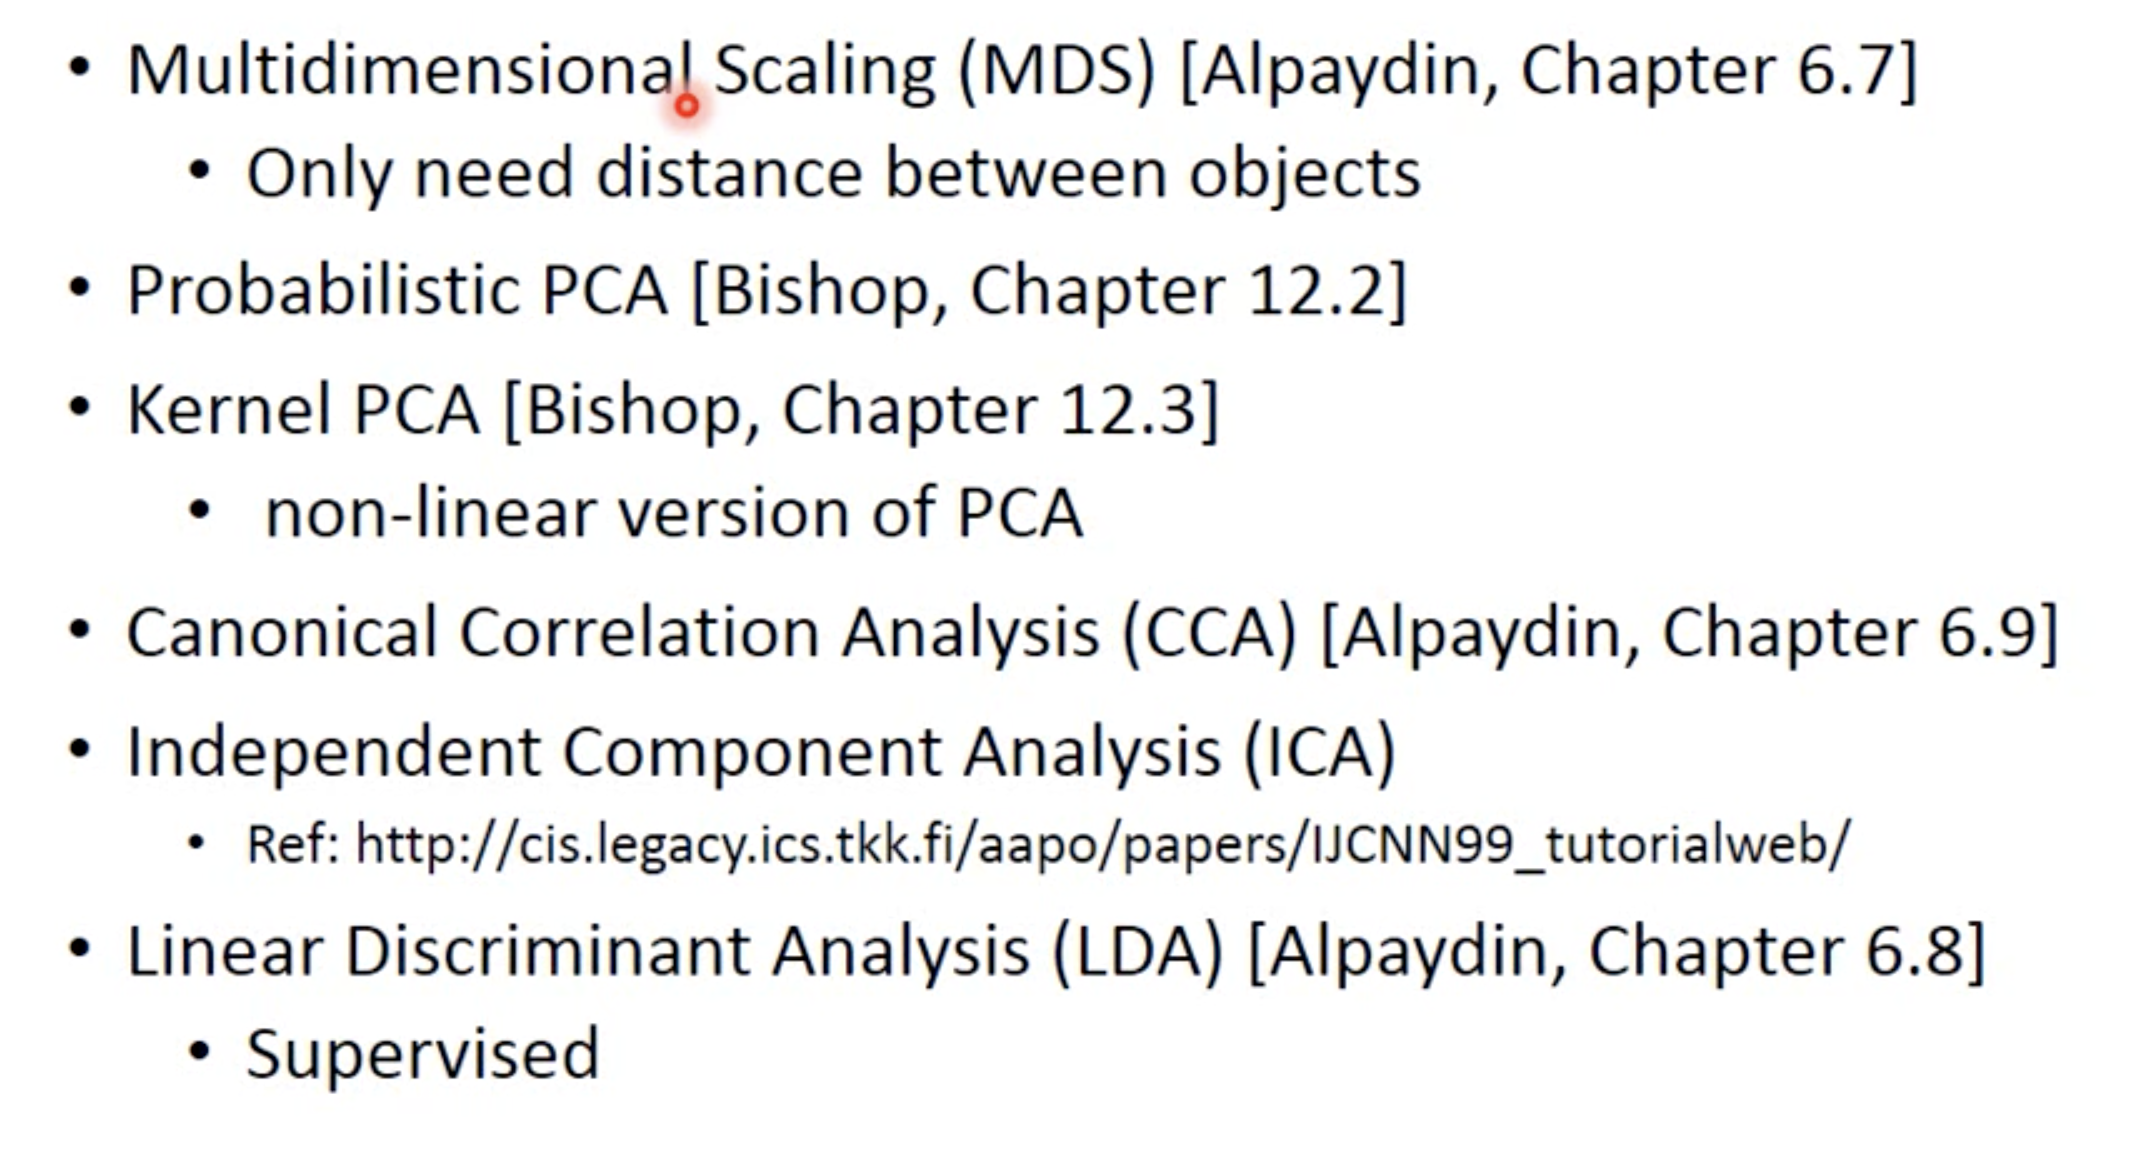 • Multidimensional Scaling (MDS) [Alpaydin, Chapter 6.7]
• Only need distance between objects
• Probabilistic PCA [Bishop, Chapter 12.2]
• Kernel PCA [Bishop, Chapter 12.3]
• non-linear version of PCA
• Canonical Correlation Analysis (CCA) [Alpaydin, Chapter 6.9]
• Independent Component Analysis (ICA)
• Ref: http://cis.legacy.ics.tkk.fi/aapo/papers/IJCNN99_tutorialweb/
• Linear Discriminant Analysis (LDA) [Alpaydin, Chapter 6.8]
• Supervised